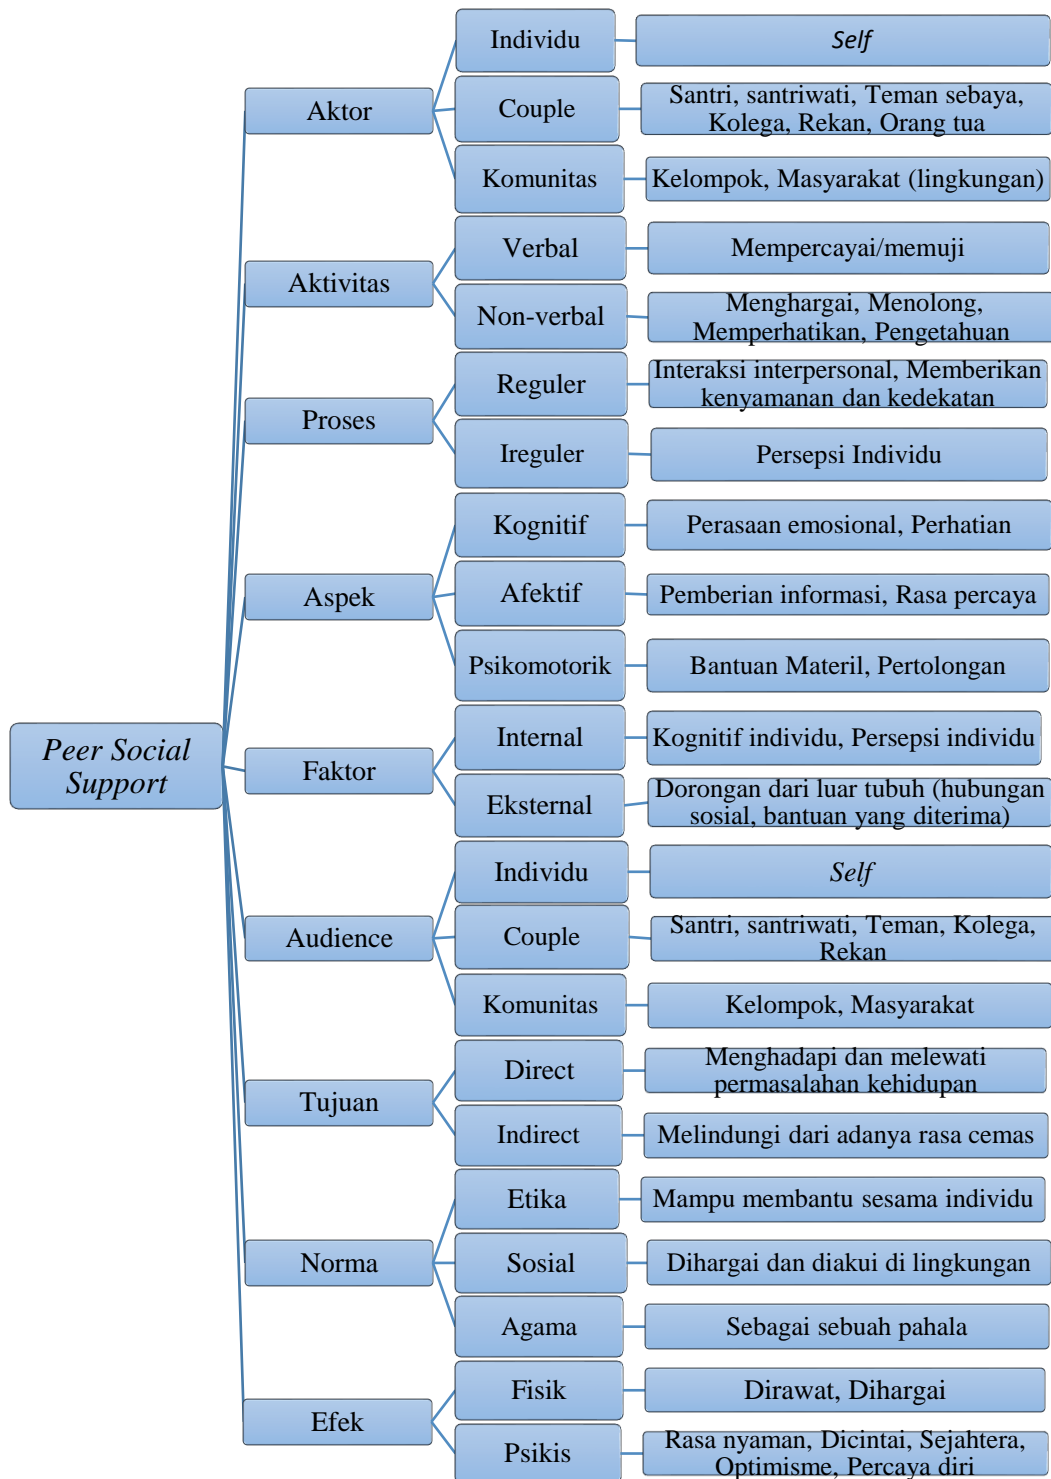 Peer Social
Support
Aktor
Individu
Self
Couple
Santri, santriwati, Teman sebaya,
Kolega, Rekan, Orang tua
Komunitas
Kelompok, Masyarakat (lingkungan)
Aktivitas
Verbal
Mempercayai/memuji
Non-verbal
Menghargai, Menolong,
Memperhatikan, Pengetahuan
Proses
Reguler
Interaksi interpersonal, Memberikan
kenyamanan dan kedekatan
Ireguler
Persepsi Individu
Aspek
Kognitif
Perasaan emosional, Perhatian
Afektif
Pemberian informasi, Rasa percaya
Psikomotorik
Bantuan Materil, Pertolongan
Faktor
Internal
Kognitif individu, Persepsi individu
Eksternal
Dorongan dari luar tubuh (hubungan
sosial, bantuan yang diterima)
Audience
Individu
Self
Couple
Santri, santriwati, Teman, Kolega,
Rekan
Komunitas
Kelompok, Masyarakat
Tujuan
Direct
Menghadapi dan melewati
permasalahan kehidupan
Indirect
Melindungi dari adanya rasa cemas
Norma
Etika
Mampu membantu sesama individu
Sosial
Dihargai dan diakui di lingkungan
Agama
Sebagai sebuah pahala
Efek
Fisik
Dirawat, Dihargai
Psikis
Rasa nyaman, Dicintai, Sejahtera,
Optimisme, Percaya diri